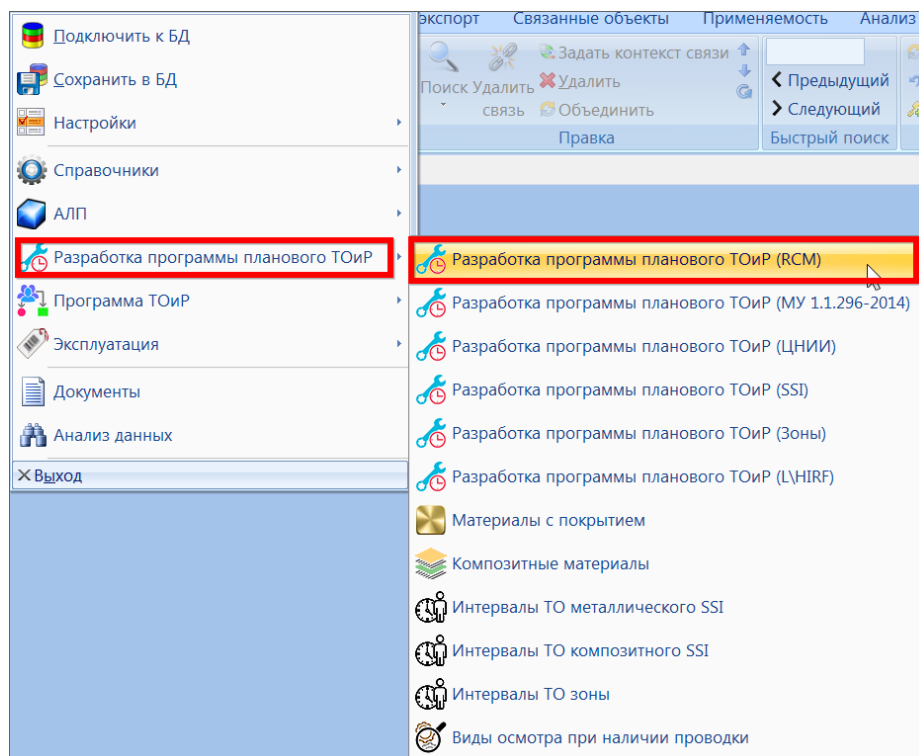 Подключить к БД
Сохранить в БД
Настройки
Справочники
АЛП
Разработка программы планового ТОиР
Программа ТОиР
Эксплуатация
Документы
Анализ данных
Выход
экспорт Связанные объекты Применяемость Анализ
Поиск Удалить связь
Задать контекст связи
Удалить
Объединить
Правка
Предыдущий
Следующий
Быстрый поиск
Разработка программы планового ТОиР (RCM)
Разработка программы планового ТОиР (МУ 1.1.296-2014)
Разработка программы планового ТОиР (ЦНИИ)
Разработка программы планового ТОиР (SSI)
Разработка программы планового ТОиР (Зоны)
Разработка программы планового ТОиР (L\HIRF)
Материалы с покрытием
Композитные материалы
Интервалы ТО металлического SSI
Интервалы ТО композитного SSI
Интервалы ТО зоны
Виды осмотра при наличии проводки